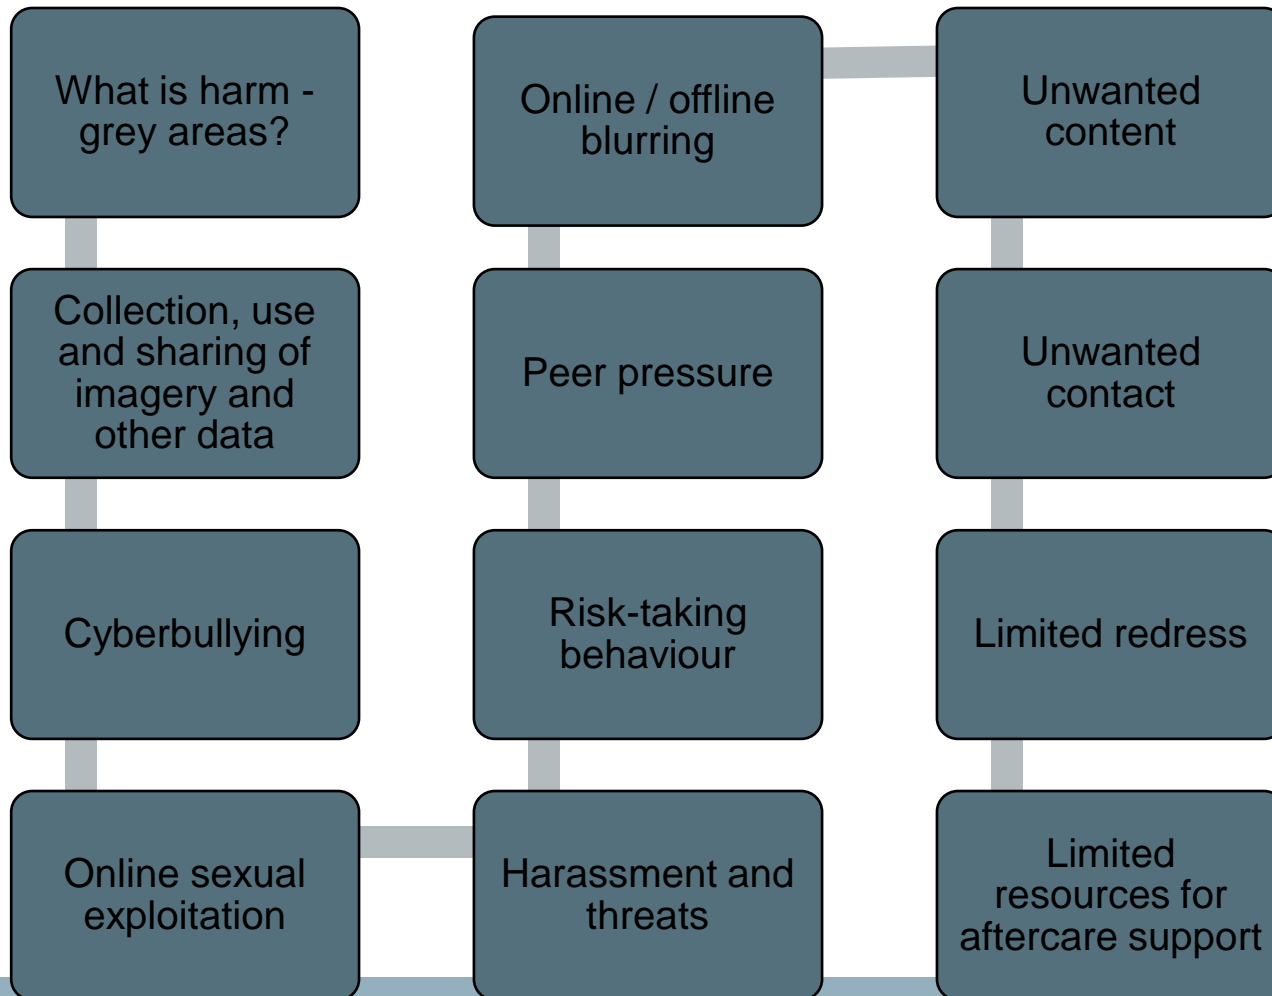 What is harm -
grey areas?
Collection, use
and sharing of
imagery and
other data
Cyberbullying
Online sexual
exploitation
Harassment and
threats
Risk-taking
behaviour
Peer pressure
Online / offline
blurring
Unwanted
content
Unwanted
contact
Limited redress
Limited
resources for
aftercare support